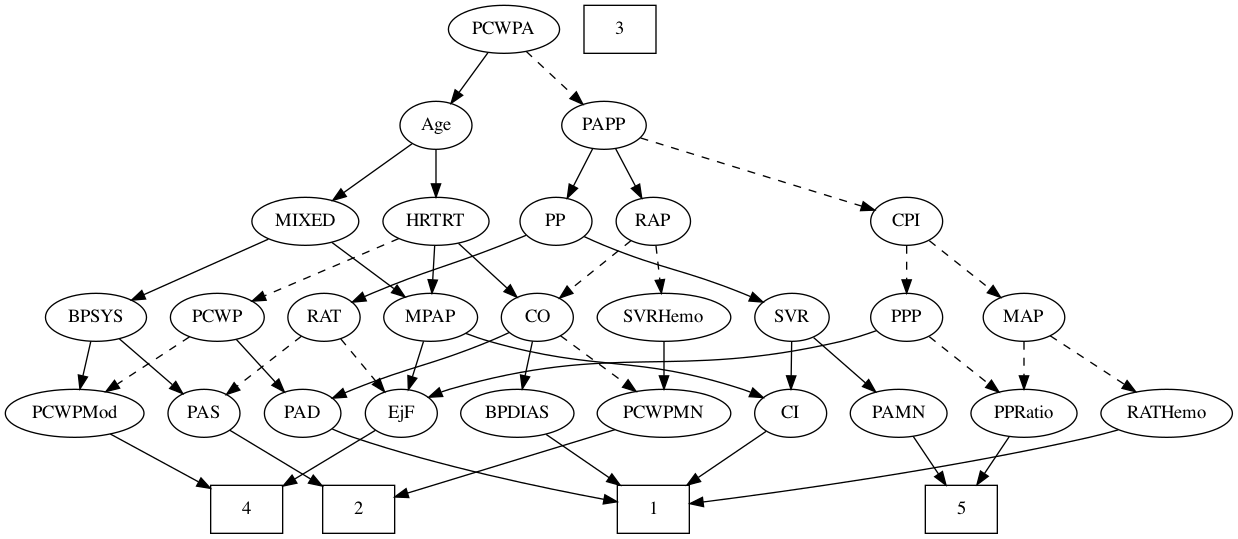 PCWPA 3
Age PAPP
MIXED HRTRT PP RAP CPI
BPSYS PCWP RAT MPAP CO SVRHemo SVR PPP MAP
PCWPMod PAS PAD EjF BPDIAS PCWPMN CI PAMN PPRatio RATHemo
4 2 1 5